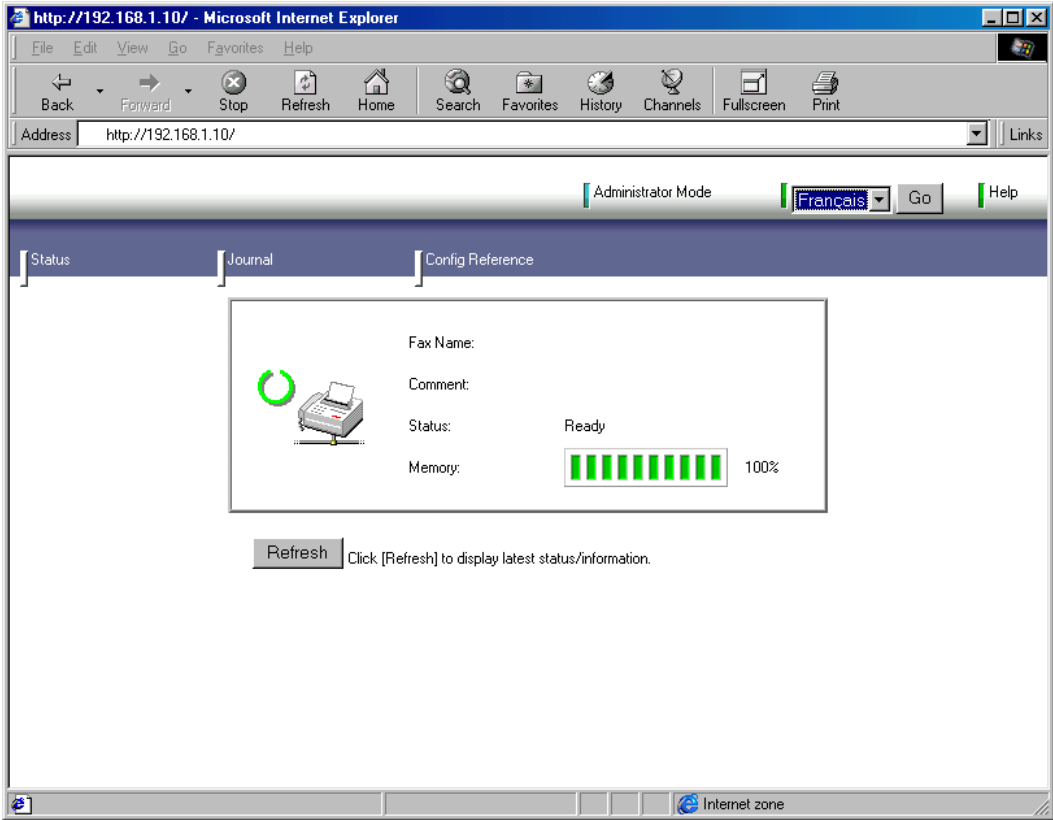 http://192.168.1.10/ - Microsoft Internet Explorer
File Edit View Go Favorites Help
Back Forward Stop Refresh Home Search Favorites History Channels Fullscreen Print
Address http://192.168.1.10/ Links
Administrator Mode Français Go Help
Status Journal Config Reference
Fax Name:
Comment:
Status: Ready
Memory: 100%
Refresh Click [Refresh] to display latest status/information.
Internet zone